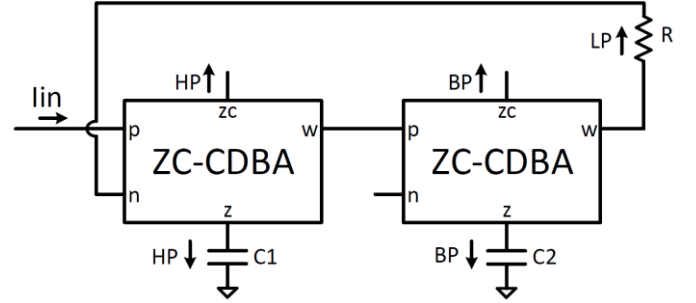 LP R
Iin HP BP
zc zc
p w p w
ZC-CDBA ZC-CDBA
n n
z z
HP C1 BP C2